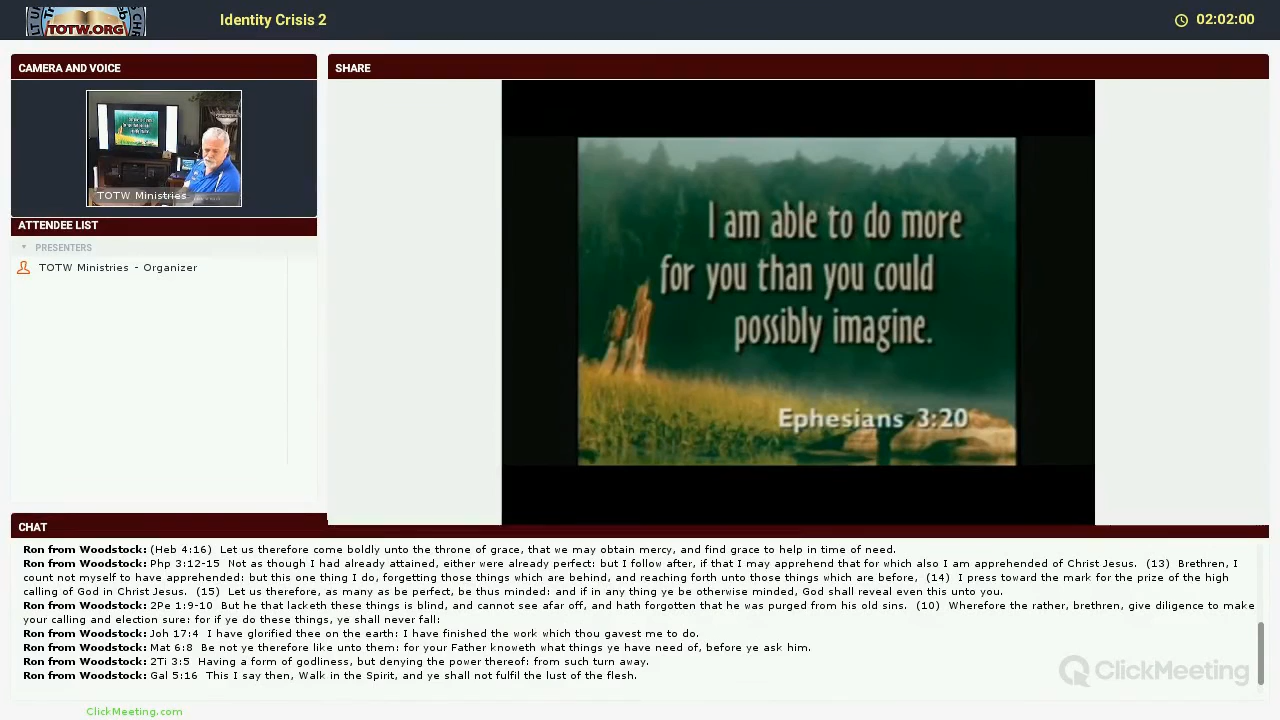 TOTW.ORG
Identity Crisis 2
02:02:00
CAMERA AND VOICE
TOTW Ministries
ATTENDEE LIST
PRESENTERS
TOTW Ministries - Organizer
SHARE
I am able to do more
for you than you could
possibly imagine.
Ephesians 3:20
CHAT
Ron from Woodstock: (Heb 4:16) Let us therefore come boldly unto the throne of grace, that we may obtain mercy, and find grace to help in time of need.
Ron from Woodstock: Php 3:12-15 Not as though I had already attained, either were already perfect: but I follow after, if that I may apprehend that for which also I am apprehended of Christ Jesus. (13) Brethren, I
count not myself to have apprehended: but this one thing I do, forgetting those things which are behind, and reaching forth unto those things which are before, (14) I press toward the mark for the prize of the high
calling of God in Christ Jesus. (15) Let us therefore, as many as be perfect, be thus minded: and if in any thing ye be otherwise minded, God shall reveal even this unto you.
Ron from Woodstock: 2Pe 1:9-10 But he that lacketh these things is blind, and cannot see afar off, and hath forgotten that he was purged from his old sins. (10) Wherefore the rather, brethren, give diligence to make
your calling and election sure: for if ye do these things, ye shall never fall:
Ron from Woodstock: Joh 17:4 I have glorified thee on the earth: I have finished the work which thou gavest me to do.
Ron from Woodstock: Mat 6:8 Be not ye therefore like unto them: for your Father knoweth what things ye have need of, before ye ask him.
Ron from Woodstock: 2Ti 3:5 Having a form of godliness, but denying the power thereof: from such turn away.
Ron from Woodstock: Gal 5:16 This I say then, Walk in the Spirit, and ye shall not fulfil the lust of the flesh.
ClickMeeting
ClickMeeting.com